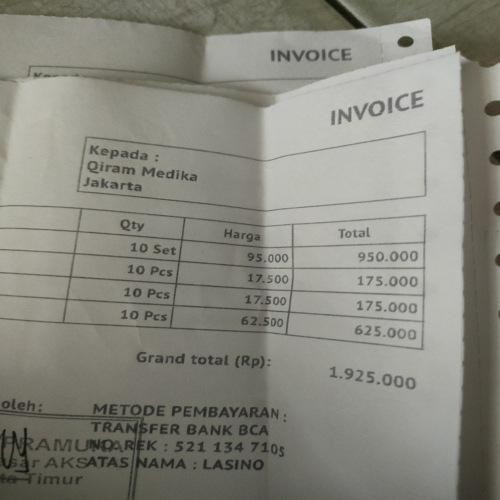 INVOICE
INVOICE
Kepada :
Qiram Medika
Jakarta
Qty Harga Total
10 Set 95.000 950.000
10 Pcs 17.500 175.000
10 Pcs 17.500 175.000
10 Pcs 62.500 625.000
Grand total (Rp): 1.925.000
oleh: METODE PEMBAYARAN :
TRANSFER BANK BCA
PRAMUKA NO. REK : 521 134 7105
sar AKS ATAS NAMA : LASINO
ta Timur